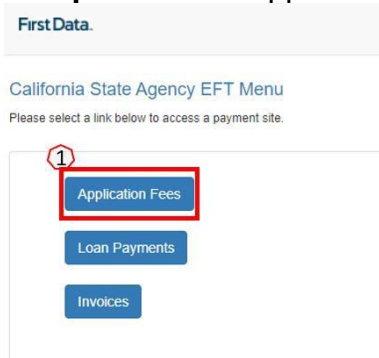 First Data.
California State Agency EFT Menu
Please select a link below to access a payment site.
1
Application Fees
Loan Payments
Invoices